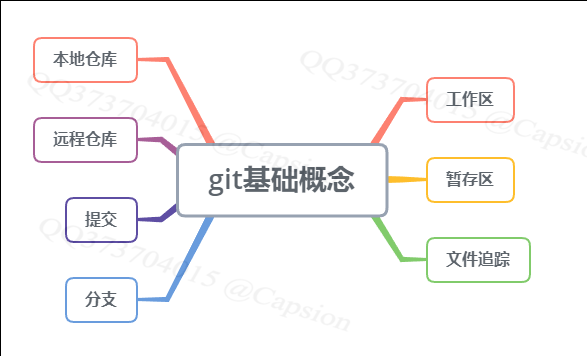 本地仓库
远程仓库
提交
分支
git基础概念
工作区
暂存区
文件追踪
QQ373704015 @Capsion
QQ373704015 @Capsion
QQ373704015 @Capsion